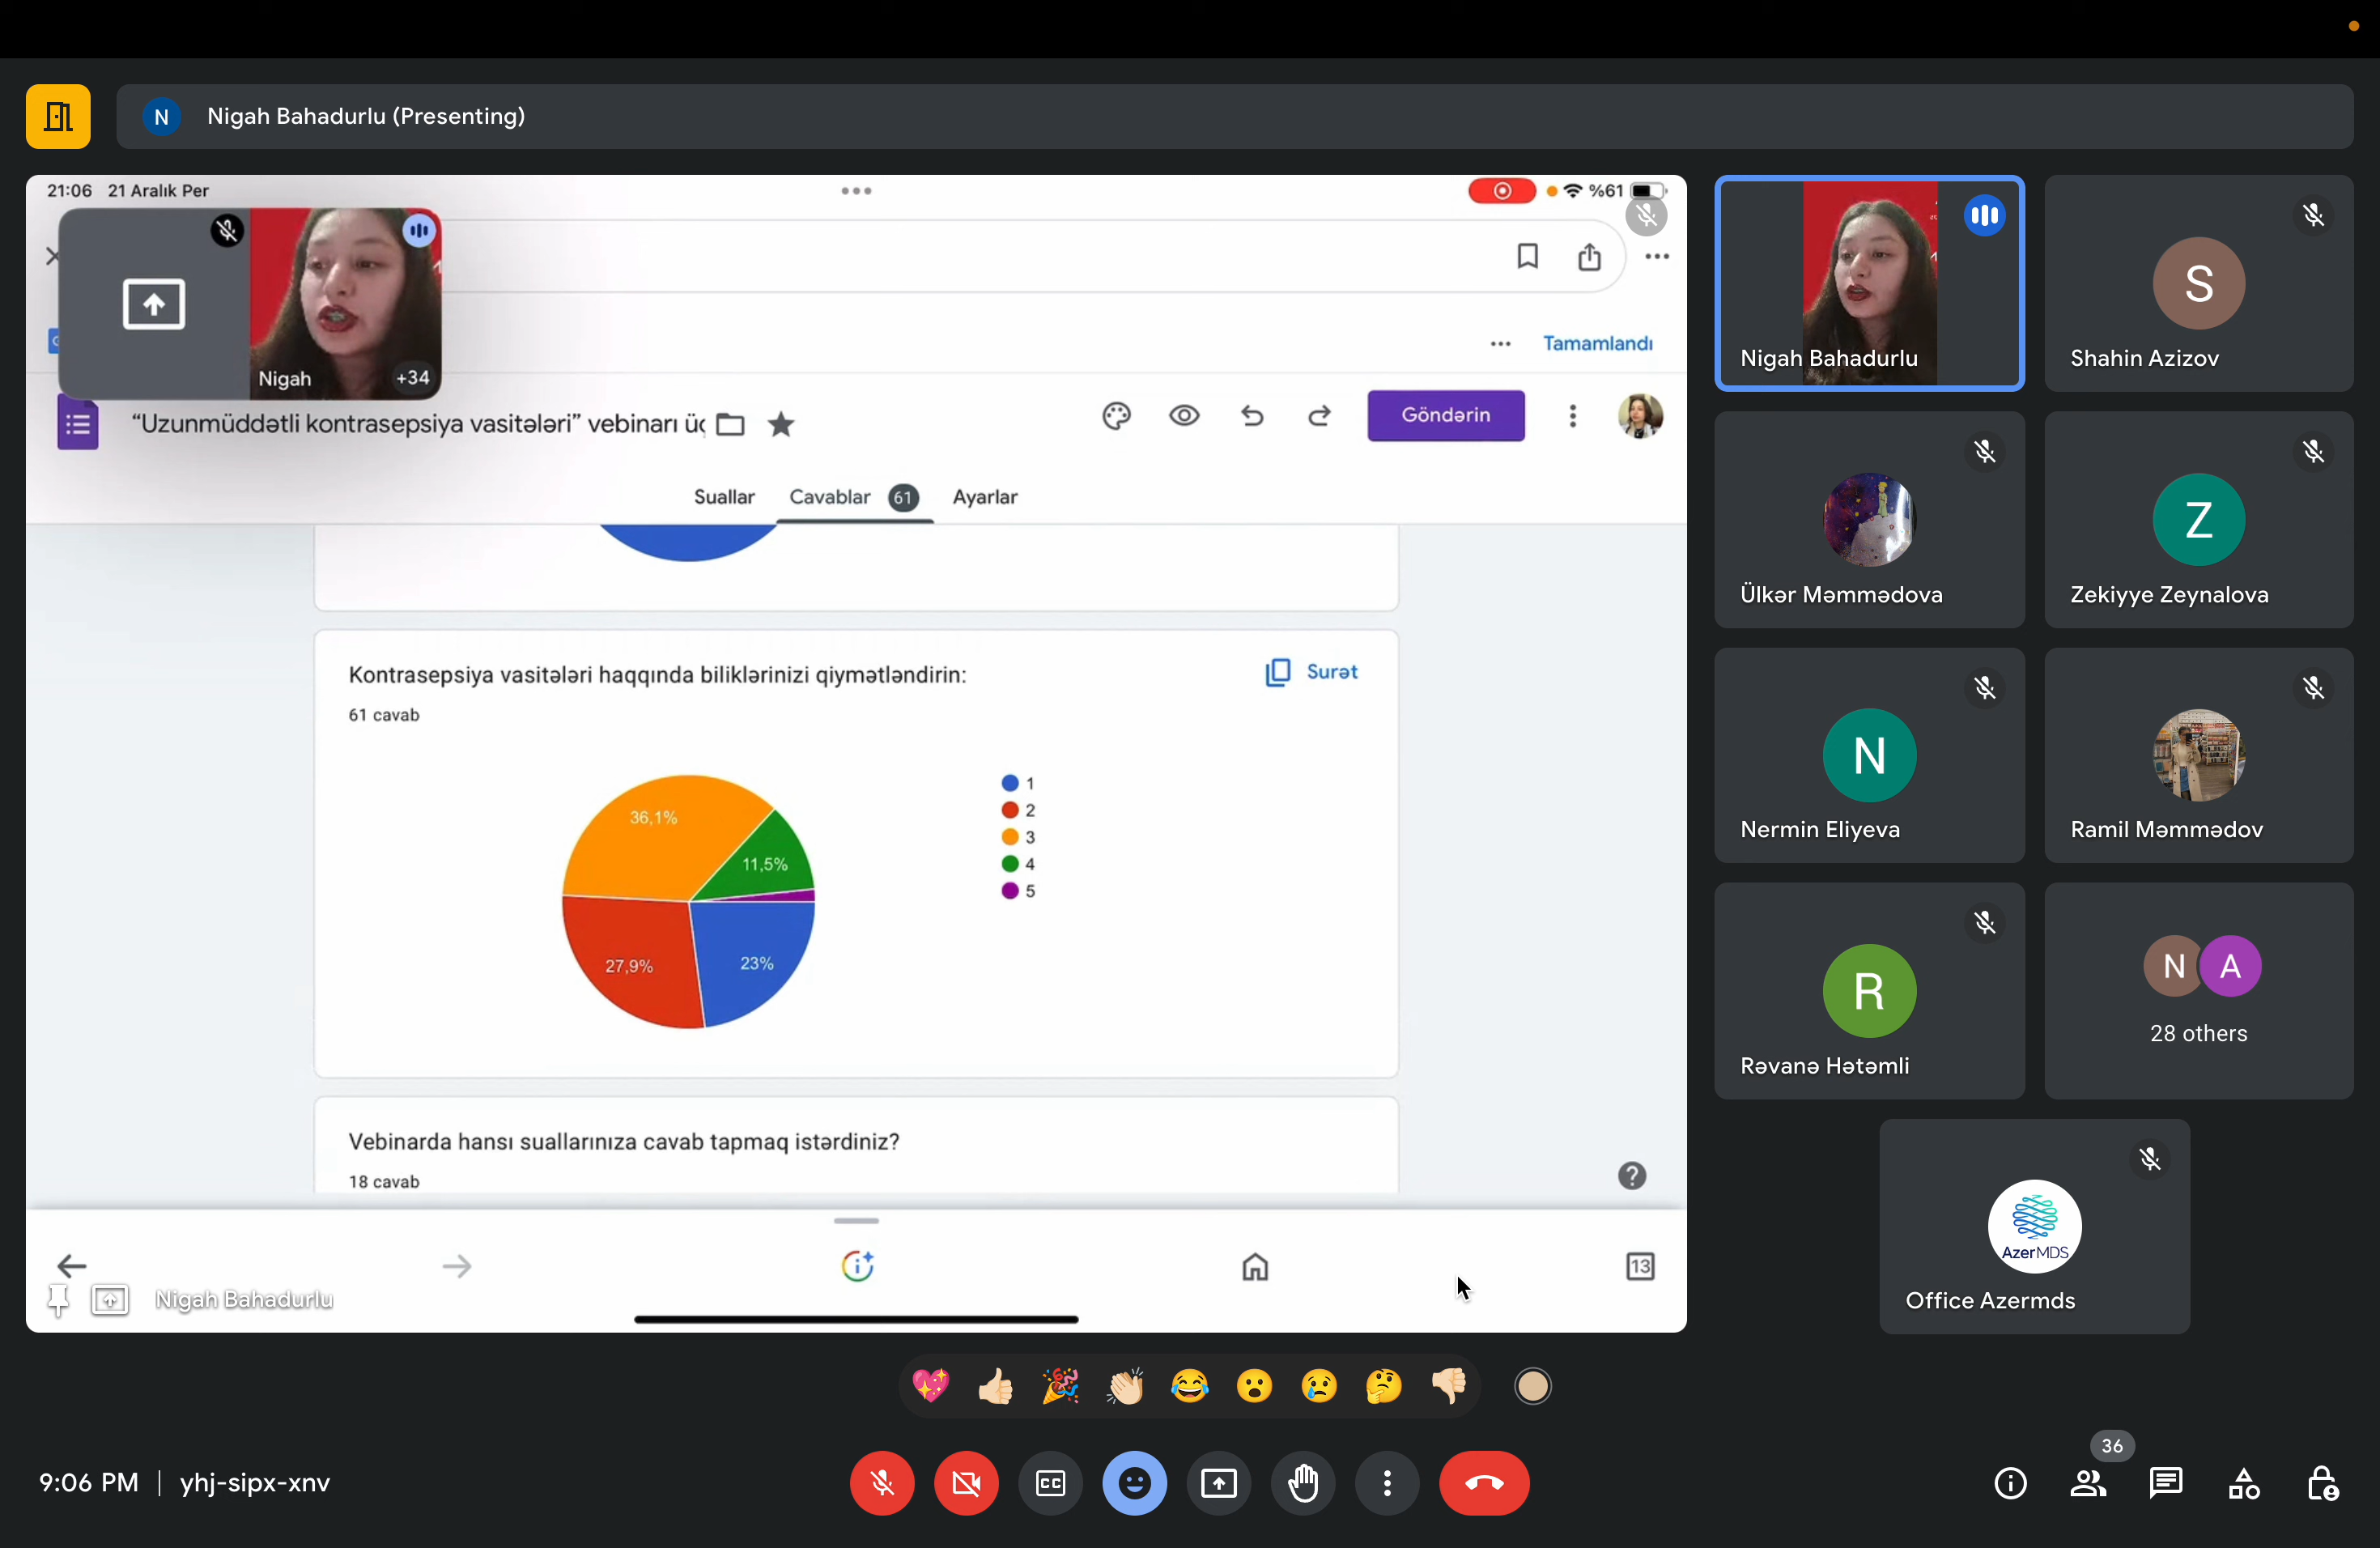 N Nigah Bahadurlu (Presenting)
21:06 21 Aralık Per
%61
Nigah +34
Tamamlandı
“Uzunmüddətli kontrasepsiya vasitələri” vebinarı üç
Göndərin
Suallar Cavablar 61 Ayarlar
Kontrasepsiya vasitələri haqqında biliklərinizi qiymətləndirin:
Surət
61 cavab
36,1%
11,5%
27,9%
23%
1
2
3
4
5
Vebinarda hansı suallarınıza cavab tapmaq istərdiniz?
18 cavab
13
Nigah Bahadurlu
Nigah Bahadurlu
S
Shahin Azizov
Ülkər Məmmədova
Z
Zekiyye Zeynalova
N
Nermin Eliyeva
Ramil Məmmədov
R
Rəvanə Hətəmli
N A
28 others
AzerMDS
Office Azermds
9:06 PM | yhj-sipx-xnv
CC
36